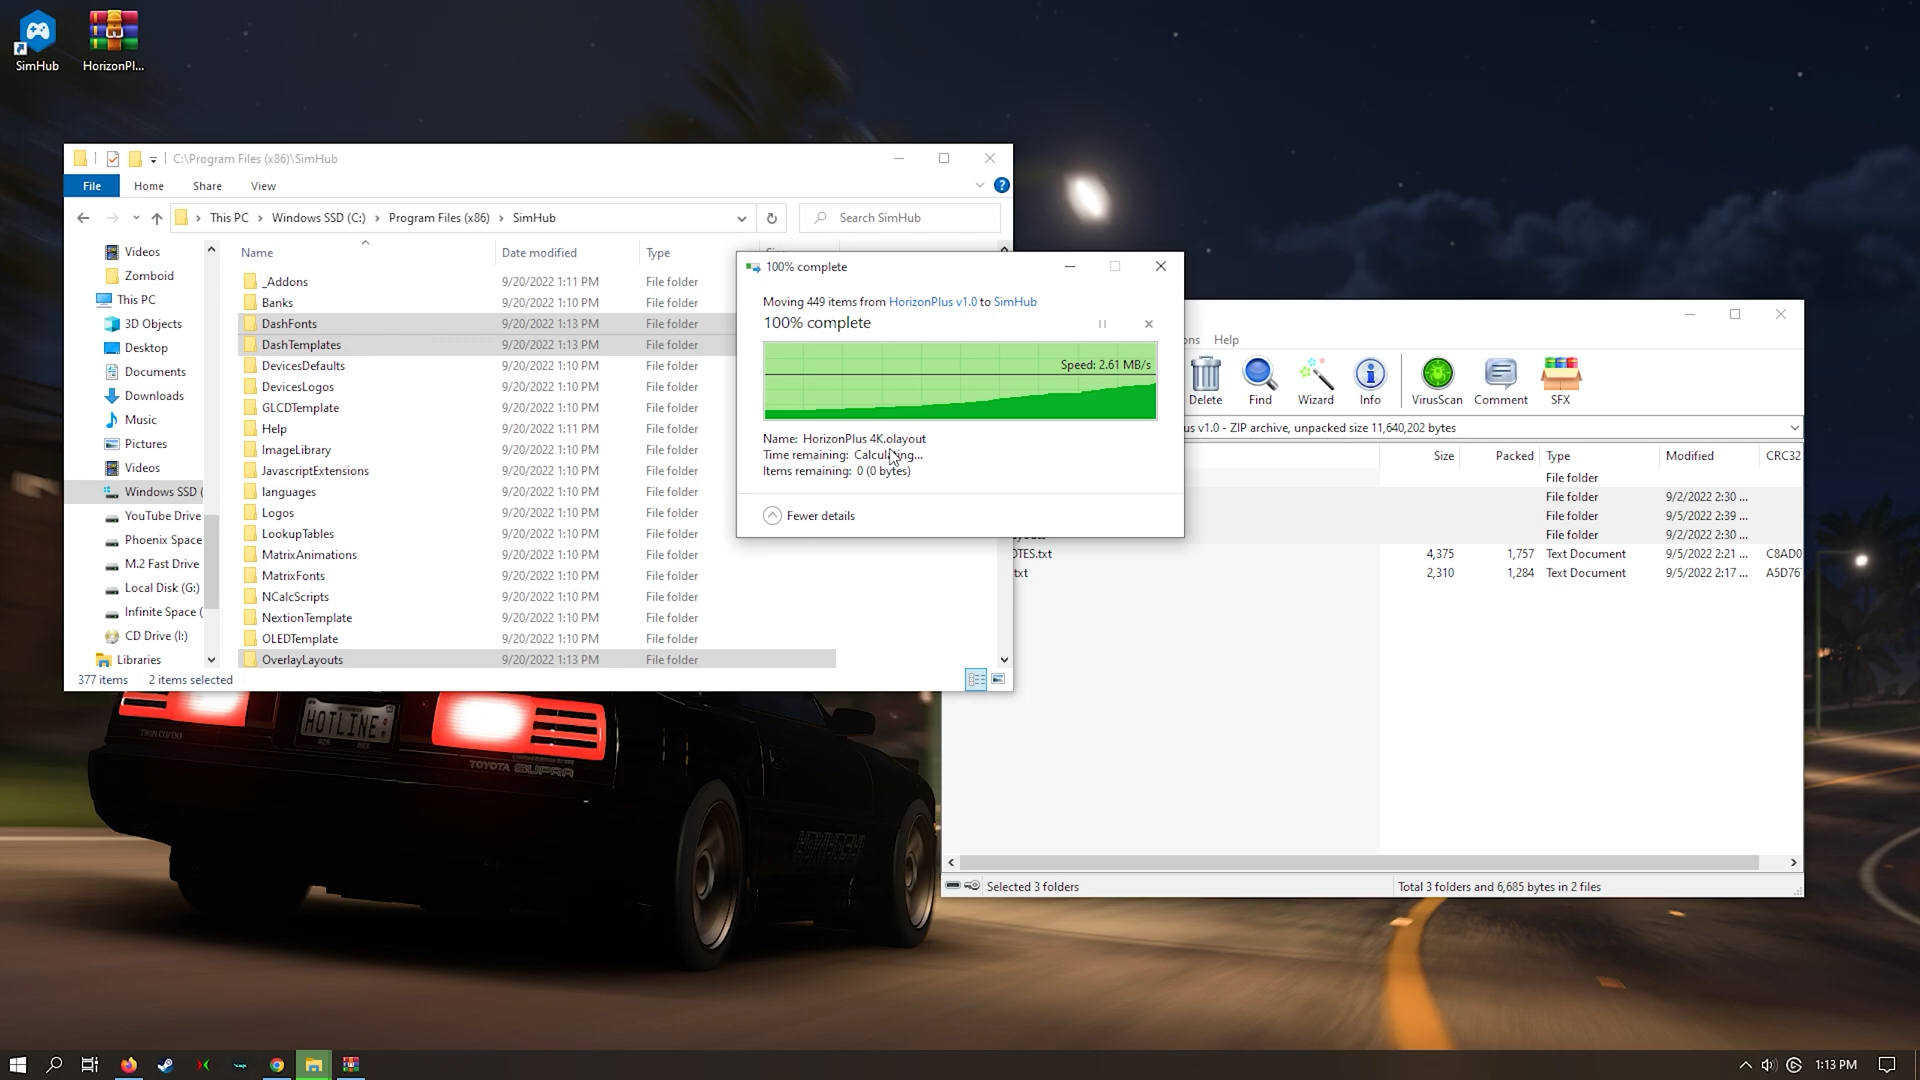 SimHub
HorizonPl...
C:\Program Files (x86)\SimHub
File
Home
Share
View
This PC
Windows SSD (C:)
Program Files (x86)
SimHub
Search SimHub
Name
Date modified
Type
Videos
Zomboid
This PC
3D Objects
Desktop
Documents
Downloads
Music
Pictures
Videos
Windows SSD (
YouTube Drive
Phoenix Space
M.2 Fast Drive
Local Disk (G:)
Infinite Space (
CD Drive (I:)
Libraries
_Addons 9/20/2022 1:11 PM File folder
Banks 9/20/2022 1:10 PM File folder
DashFonts 9/20/2022 1:13 PM File folder
DashTemplates 9/20/2022 1:13 PM File folder
DevicesDefaults 9/20/2022 1:10 PM File folder
DevicesLogos 9/20/2022 1:10 PM File folder
GLCDTemplate 9/20/2022 1:10 PM File folder
Help 9/20/2022 1:11 PM File folder
ImageLibrary 9/20/2022 1:10 PM File folder
JavascriptExtensions 9/20/2022 1:10 PM File folder
languages 9/20/2022 1:10 PM File folder
Logos 9/20/2022 1:10 PM File folder
LookupTables 9/20/2022 1:10 PM File folder
MatrixAnimations 9/20/2022 1:10 PM File folder
MatrixFonts 9/20/2022 1:10 PM File folder
NCalcScripts 9/20/2022 1:10 PM File folder
NextionTemplate 9/20/2022 1:10 PM File folder
OLEDTemplate 9/20/2022 1:10 PM File folder
OverlayLayouts 9/20/2022 1:13 PM File folder
377 items 2 items selected
100% complete
Moving 449 items from HorizonPlus v1.0 to SimHub
100% complete
Speed: 2.61 MB/s
Name: HorizonPlus 4K.olayout
Time remaining: Calculating...
Items remaining: 0 (0 bytes)
Fewer details
ons Help
Delete
Find
Wizard
Info
VirusScan
Comment
SFX
us v1.0 - ZIP archive, unpacked size 11,640,202 bytes
Size Packed Type Modified CRC32
File folder
File folder 9/2/2022 2:30 ...
File folder 9/5/2022 2:39 ...
File folder 9/2/2022 2:30 ...
OTES.txt 4,375 1,757 Text Document 9/5/2022 2:21 ... C8AD0
txt 2,310 1,284 Text Document 9/5/2022 2:17 ... A5D76
Selected 3 folders
Total 3 folders and 6,685 bytes in 2 files
HOTLINE
TOYOTA SUPRA
1:13 PM